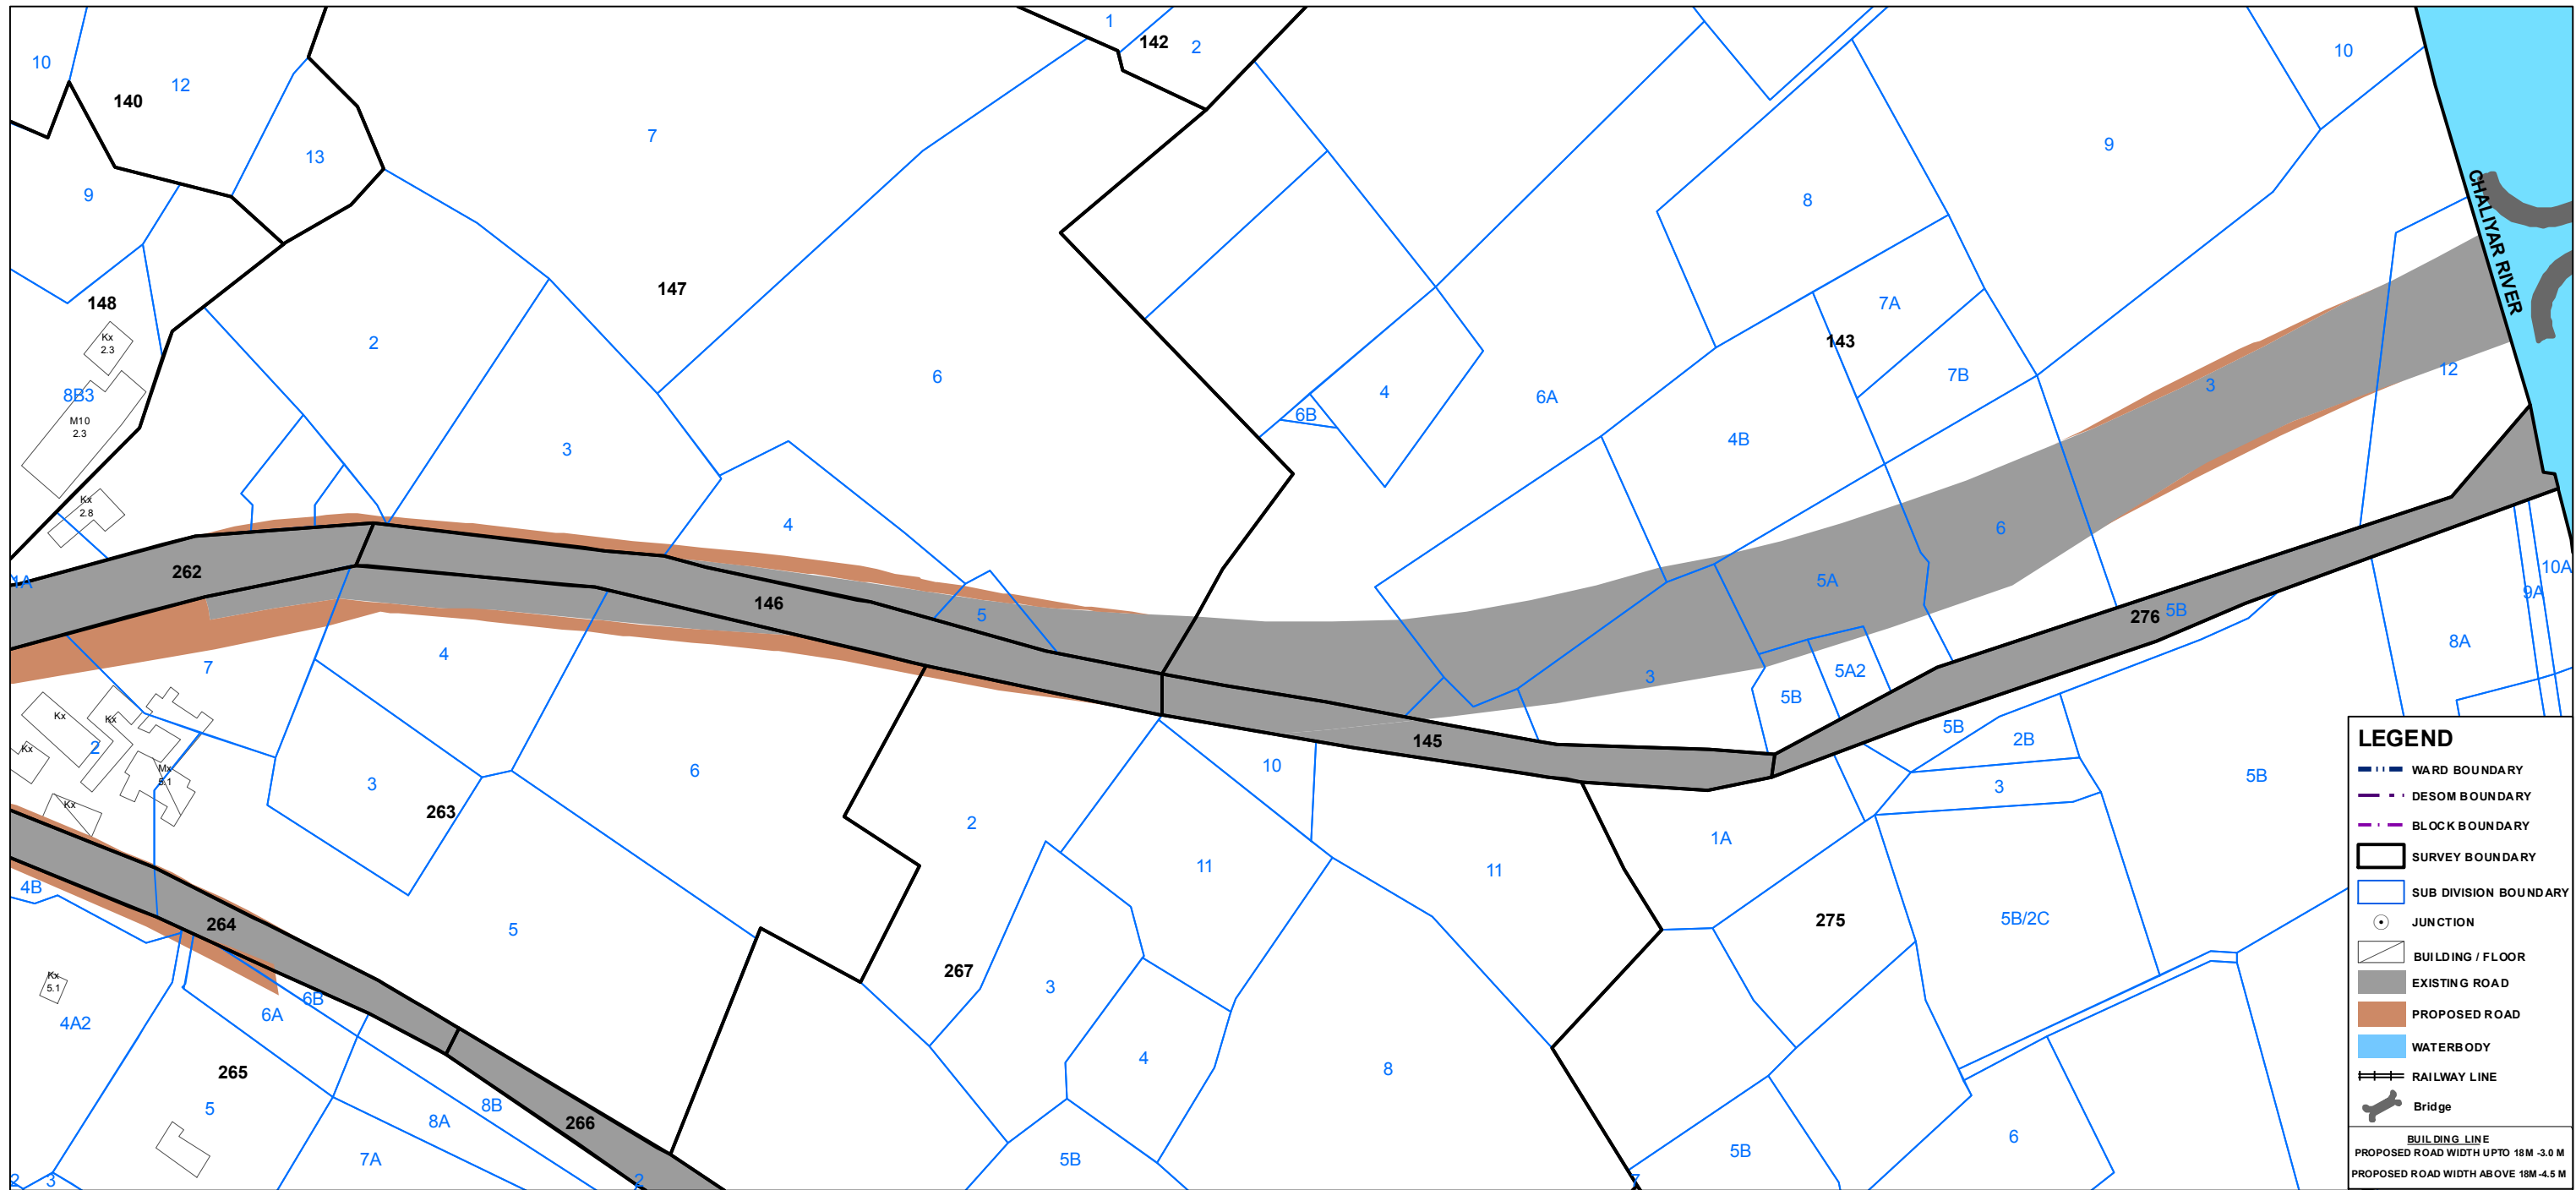 1
142
2
10
10
12
140
7
9
13
9
8
CHALIYAR RIVER
147
7A
148
143
Kx
2.3
2
6
7B
12
3
8B3
4
6A
6B
M10
2.3
4B
3
Kx
2.8
4
6
262
1A
5A
10A
9A
146
5
276
5B
8A
7
4
5A2
3
5B
Kx
Kx
2
Kx
145
5B
2B
10
6
Mx
5.1
5B
3
3
Kx
263
2
1A
11
11
4B
264
5
275
5B/2C
267
3
Kx
5.1
6B
6A
4A2
4
8
265
5
8B
8A
266
6
5B
7A
5B
2
3
2
7
LEGEND
WARD BOUNDARY
DESOM BOUNDARY
BLOCK BOUNDARY
SURVEY BOUNDARY
SUB DIVISION BOUNDARY
JUNCTION
BUILDING / FLOOR
EXISTING ROAD
PROPOSED ROAD
WATERBODY
RAILWAY LINE
Bridge
BUILDING LINE
PROPOSED ROAD WIDTH UPTO 18M -3.0 M
PROPOSED ROAD WIDTH ABOVE 18M-4.5 M